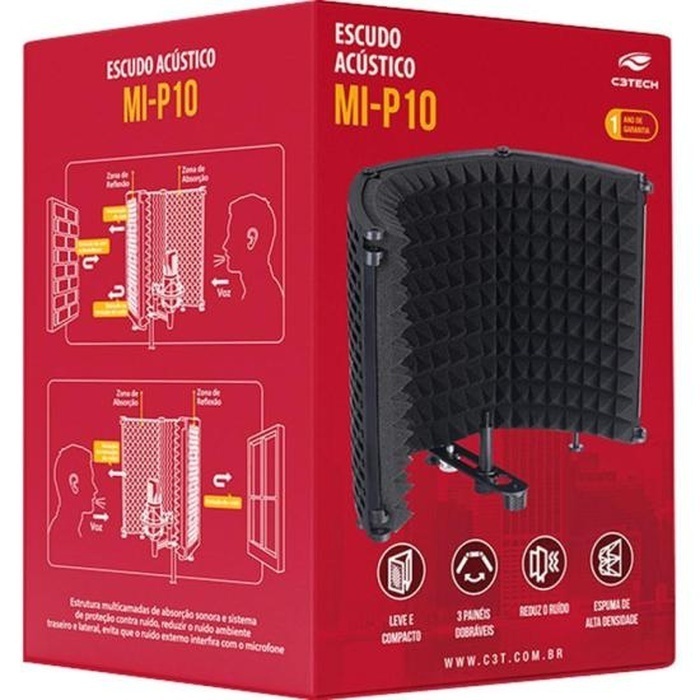 ESCUDO ACÚSTICO
MI-P10
Zona de
Reflexão
Zona de
Absorção
Voz
Zona de
Absorção
Zona de
Reflexão
Voz
Estrutura multicamadas de absorção sonora e sistema
de proteção contra ruído, reduzir o ruído ambiente
traseiro e lateral, evita que o ruído externo interfira com o microfone
ESCUDO
ACÚSTICO
MI-P10
C3TECH
1 ANO DE
GARANTIA
LEVE E
COMPACTO
3 PAINÉIS
DOBRÁVEIS
REDUZ O RUÍDO
ESPUMA DE
ALTA DENSIDADE
WWW.C3T.COM.BR